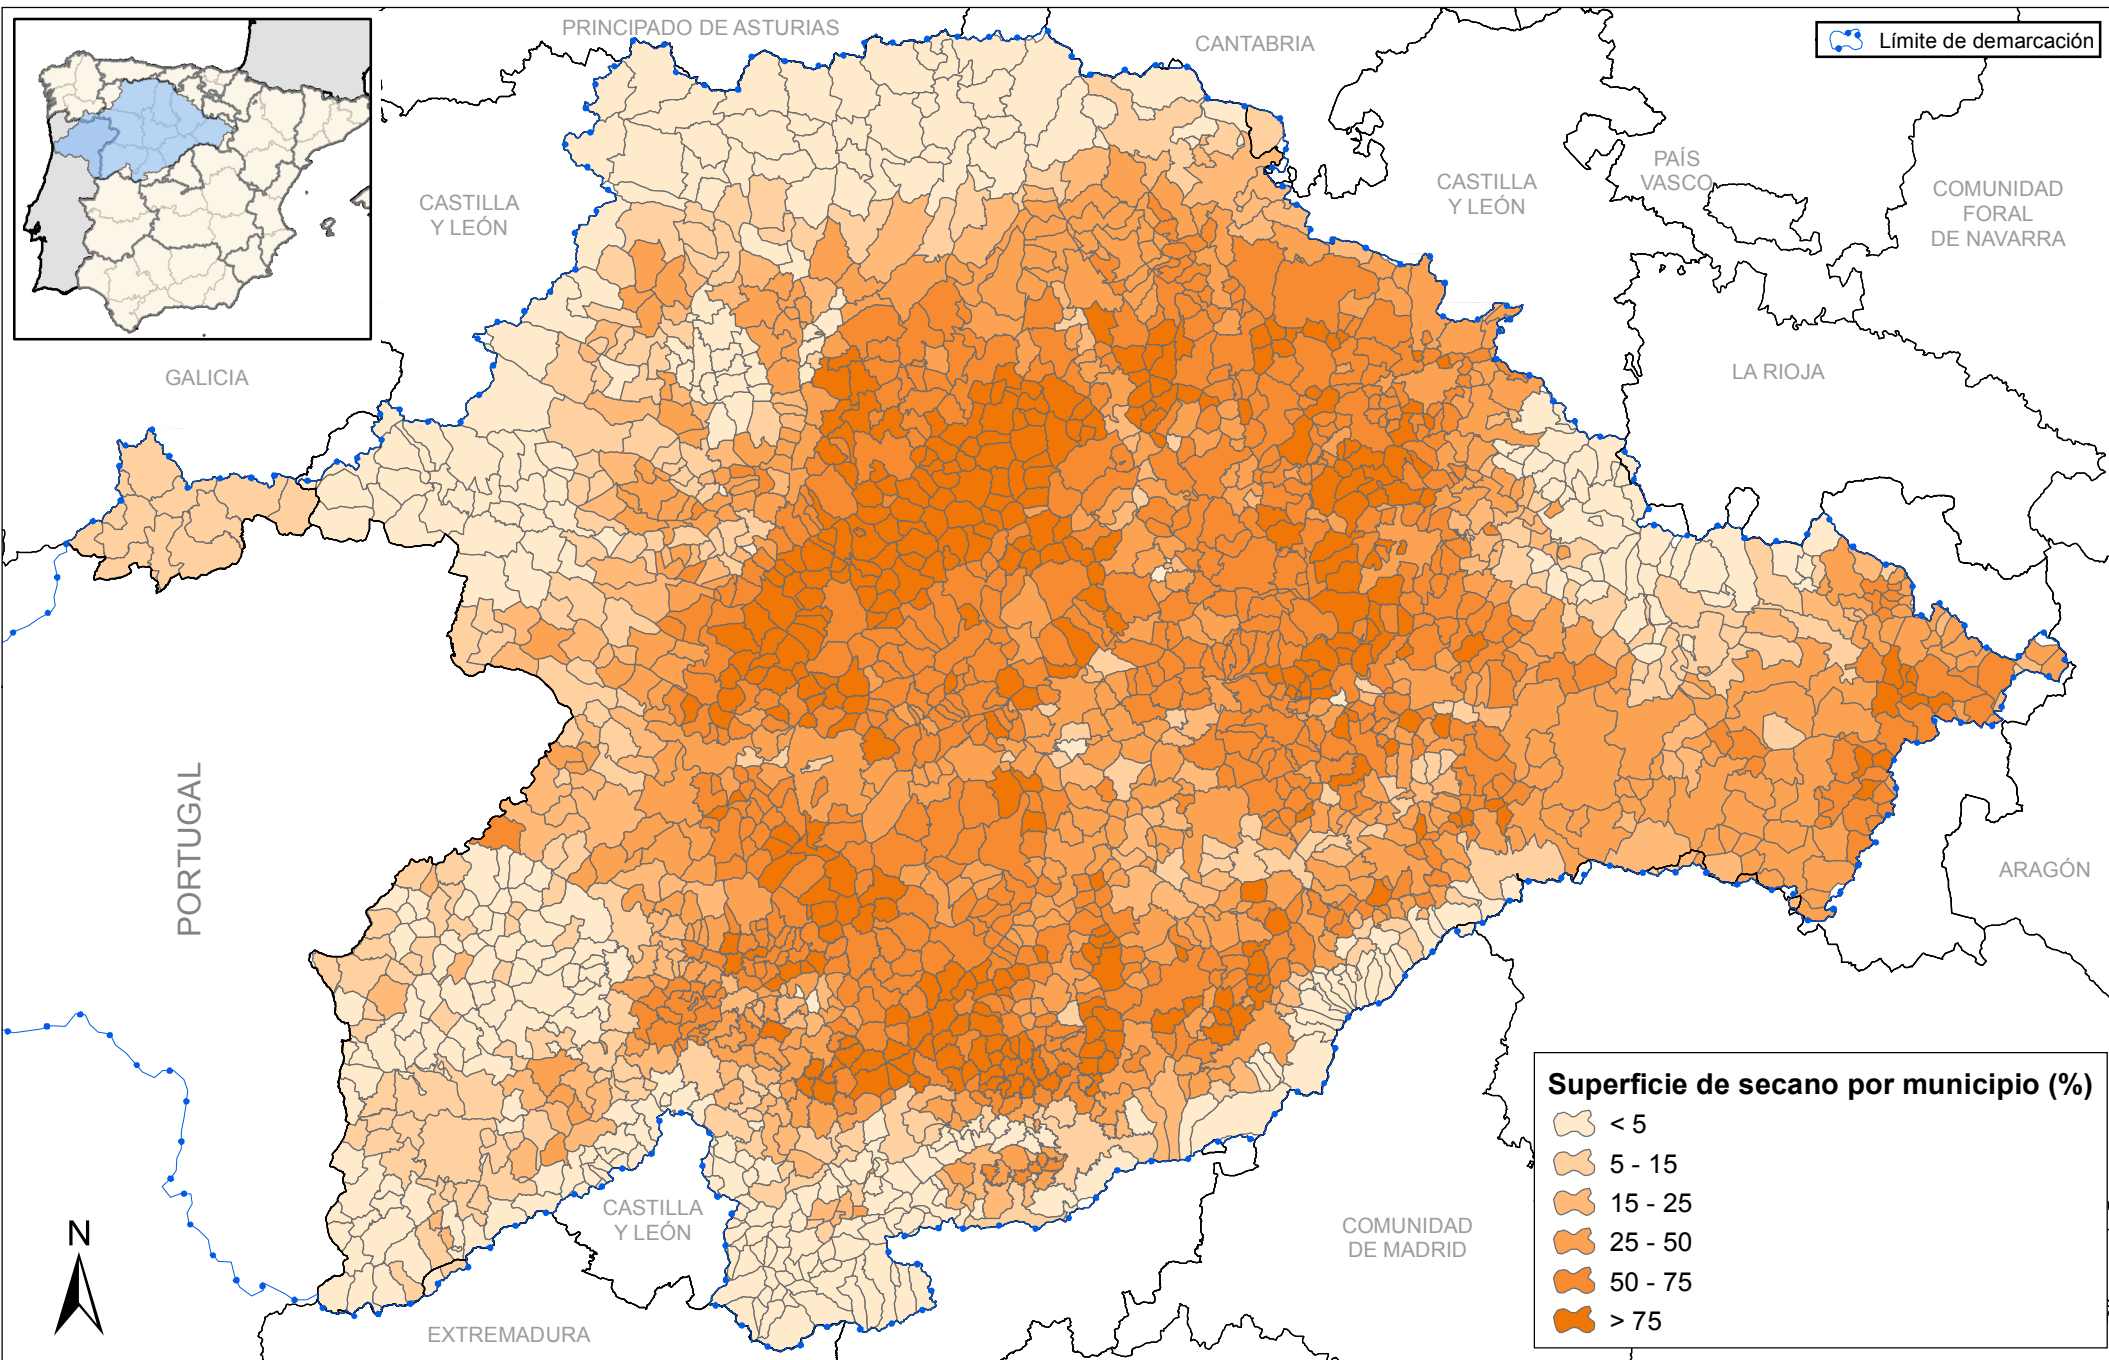 PRINCIPADO DE ASTURIAS
CANTABRIA
Límite de demarcación
CASTILLA
Y LEÓN
CASTILLA
Y LEÓN
PAÍS
VASCO
COMUNIDAD
FORAL
DE NAVARRA
GALICIA
LA RIOJA
PORTUGAL
ARAGÓN
Superficie de secano por municipio (%)
< 5
5 - 15
15 - 25
25 - 50
50 - 75
> 75
CASTILLA
Y LEÓN
COMUNIDAD
DE MADRID
N
EXTREMADURA